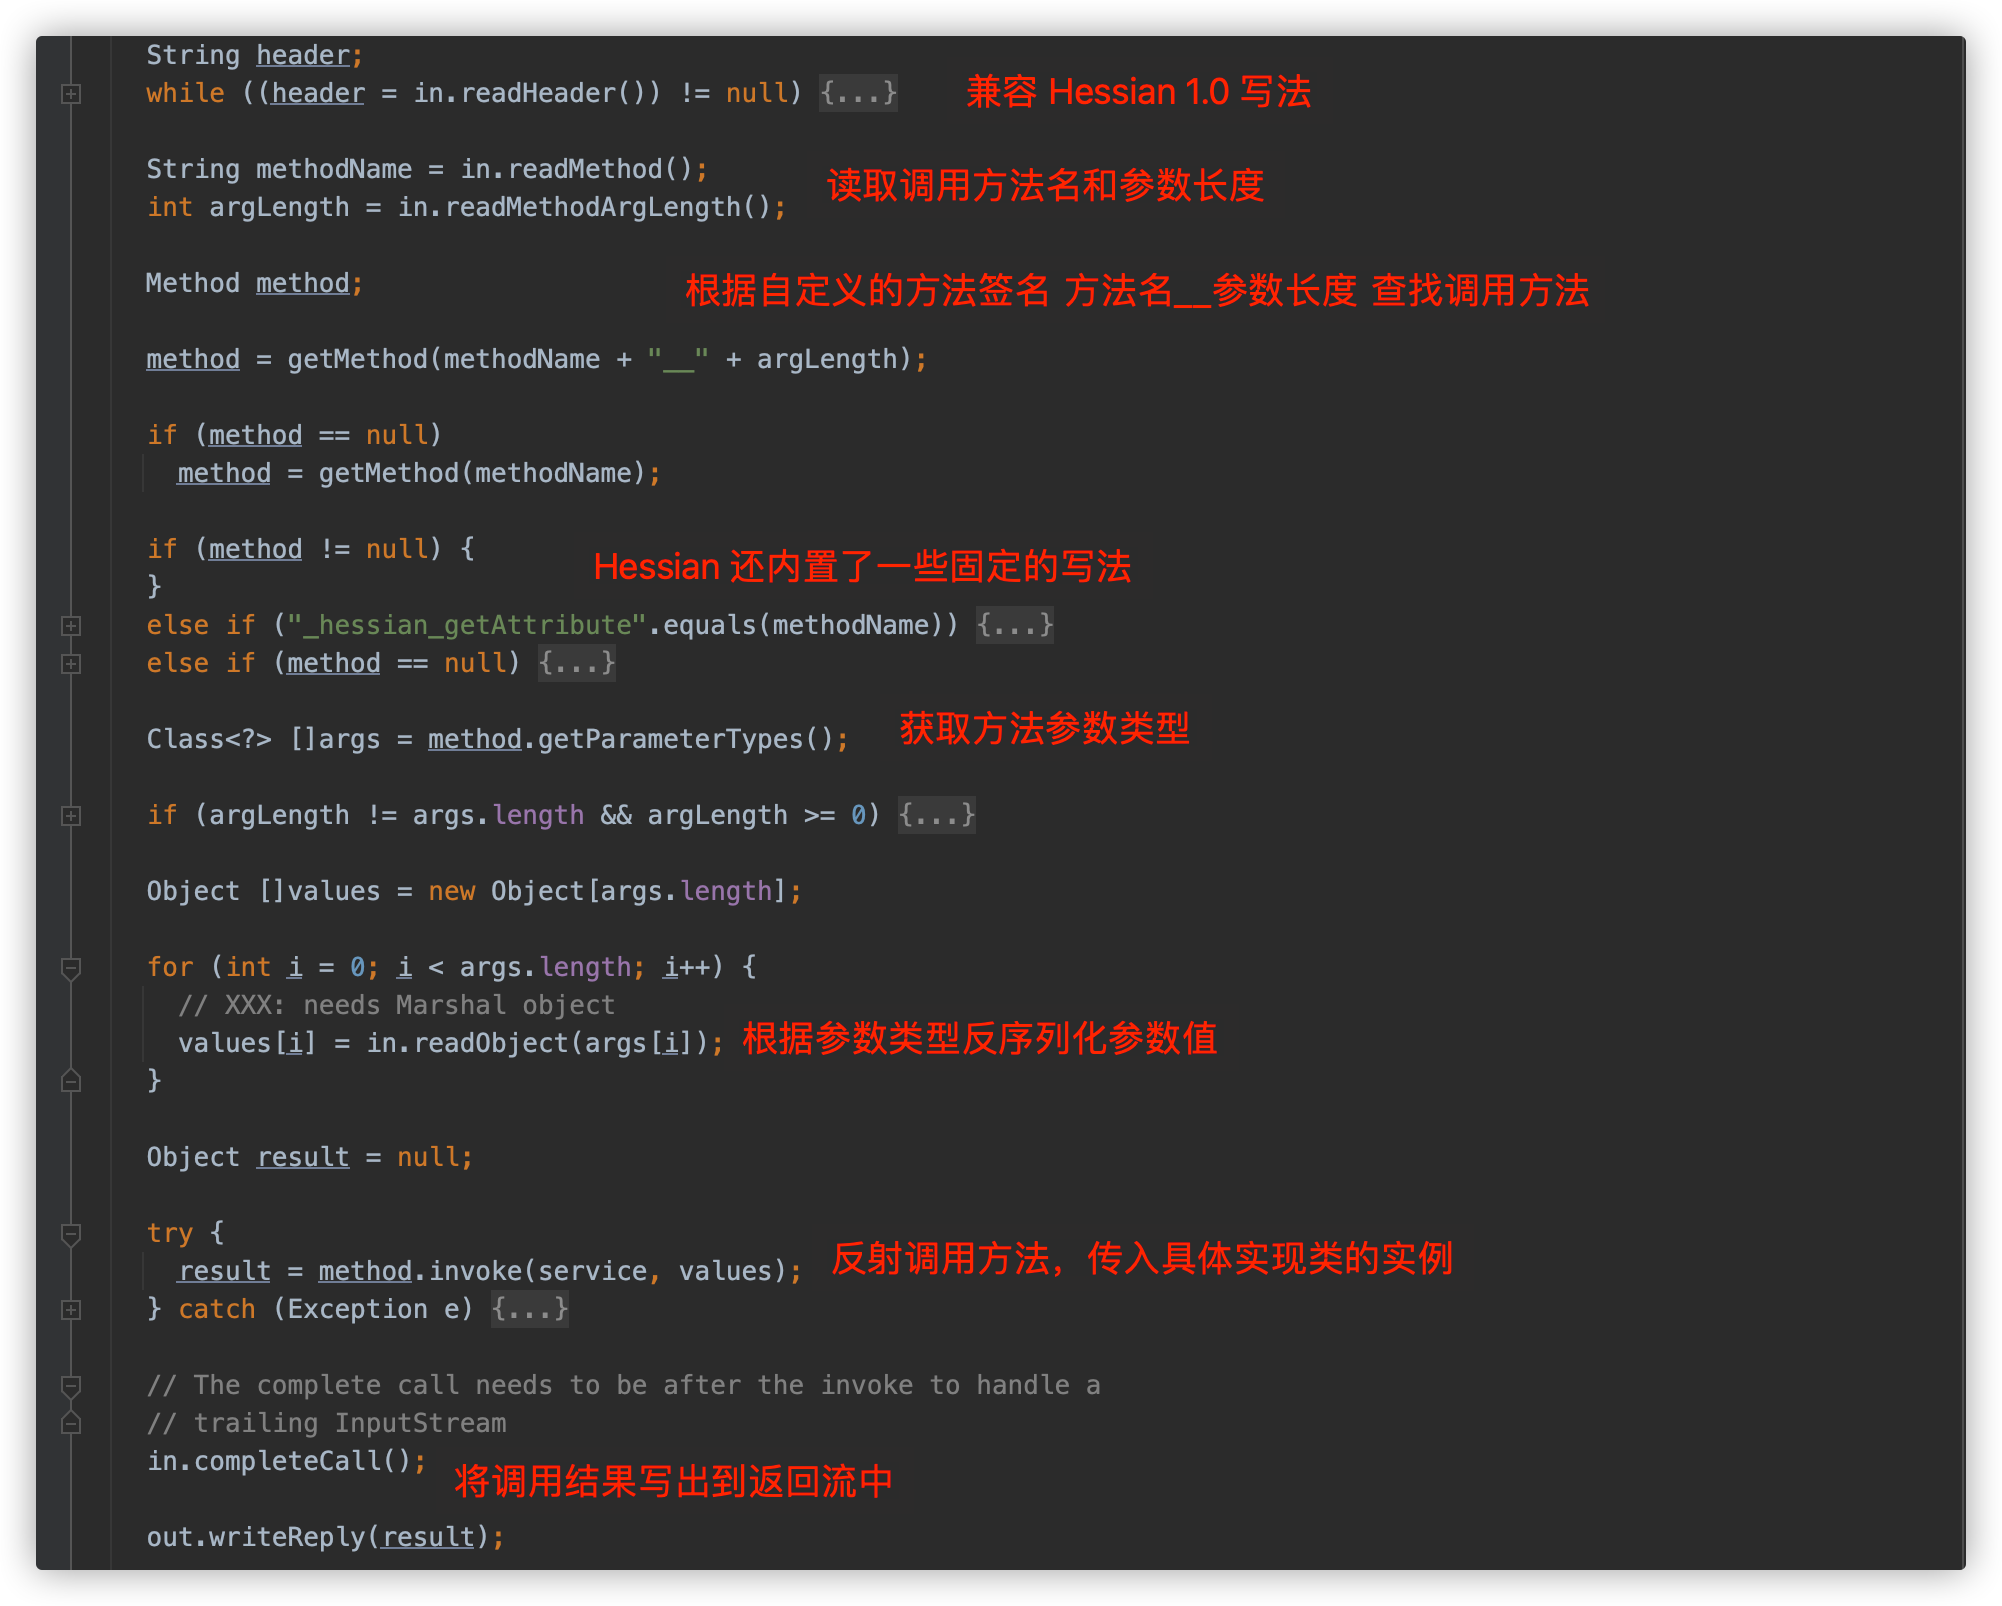 String header;
while ((header = in.readHeader()) != null) {...}
兼容 Hessian 1.0 写法
String methodName = in.readMethod();
读取调用方法名和参数长度
int argLength = in.readMethodArgLength();
Method method;
根据自定义的方法签名 方法名__参数长度 查找调用方法
method = getMethod(methodName + "__" + argLength);
if (method == null)
method = getMethod(methodName);
if (method != null) {
Hessian 还内置了一些固定的写法
}
else if ("_hessian_getAttribute".equals(methodName)) {...}
else if (method == null) {...}
Class<?> []args = method.getParameterTypes();
获取方法参数类型
if (argLength != args.length && argLength >= 0) {...}
Object []values = new Object[args.length];
for (int i = 0; i < args.length; i++) {
// XXX: needs Marshal object
values[i] = in.readObject(args[i]);
根据参数类型反序列化参数值
}
Object result = null;
try {
result = method.invoke(service, values);
反射调用方法，传入具体实现类的实例
} catch (Exception e) {...}
// The complete call needs to be after the invoke to handle a
// trailing InputStream
in.completeCall();
将调用结果写出到返回流中
out.writeReply(result);